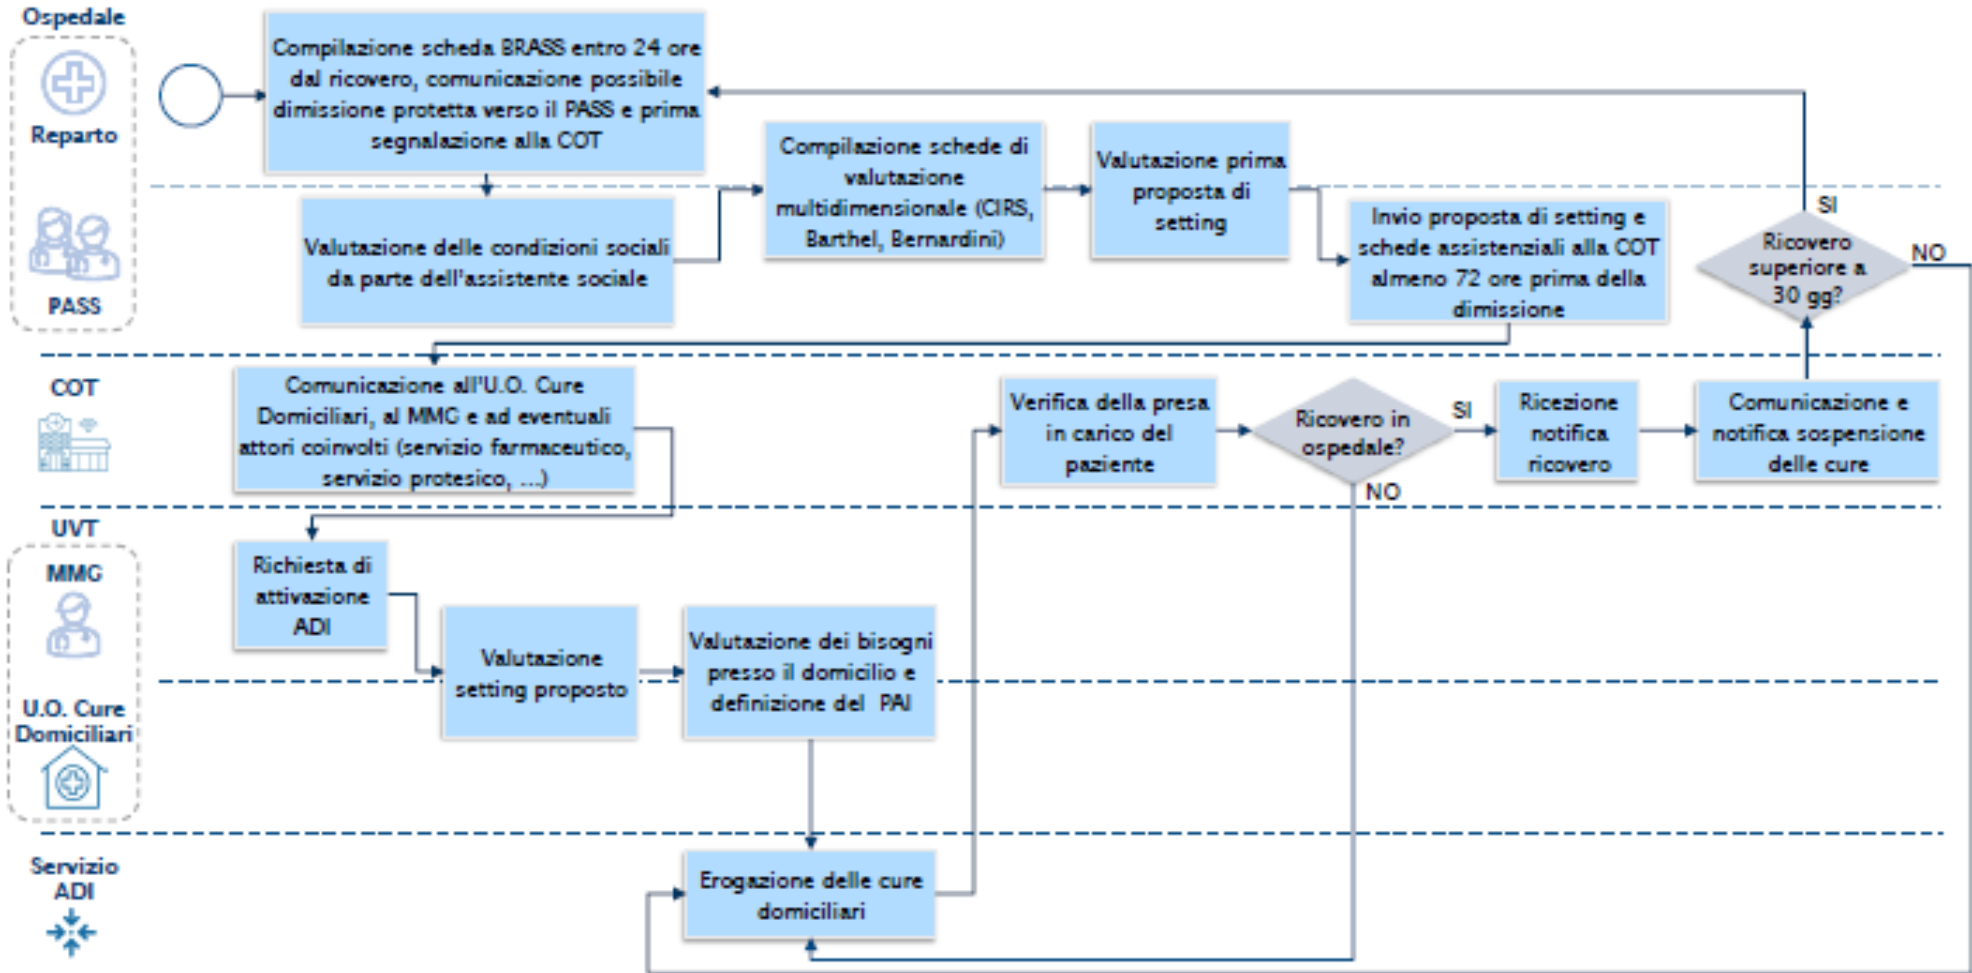 Ospedale
Reparto
PASS
Compilazione scheda BRASS entro 24 ore
dal ricovero, comunicazione possibile
dimissione protetta verso il PASS e prima
segnalazione alla COT
Valutazione delle condizioni sociali
da parte dell'assistente sociale
Compilazione schede di
valutazione
multidimensionale (CIRS,
Barthel, Bernardini)
Valutazione prima
proposta di
setting
Invio proposta di setting e
schede assistenziali alla COT
almeno 72 ore prima della
dimissione
SI
Ricovero
superiore a
30 gg?
NO
COT
Comunicazione all'U.O. Cure
Domiciliari, al MMG e ad eventuali
attori coinvolti (servizio farmaceutico,
servizio protesico, ...)
Verifica della presa
in carico del
paziente
Ricovero in
ospedale?
SI
NO
Ricezione
notifica
ricovero
Comunicazione e
notifica sospensione
delle cure
UVT
MMG
U.O. Cure
Domiciliari
Richiesta di
attivazione
ADI
Valutazione
setting proposto
Valutazione dei bisogni
presso il domicilio e
definizione del PAI
Servizio
ADI
Erogazione delle cure
domiciliari